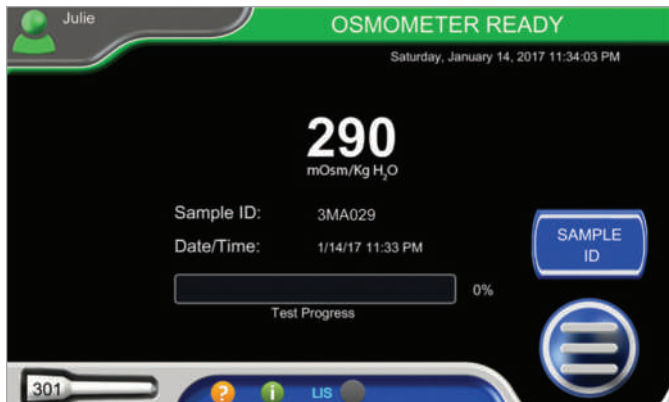 Julie
OSMOMETER READY
Saturday, January 14, 2017 11:34:03 PM
290
mOsm/Kg H₂O
Sample ID: 3MA029
Date/Time: 1/14/17 11:33 PM
SAMPLE
ID
0%
Test Progress
301
? i LIS